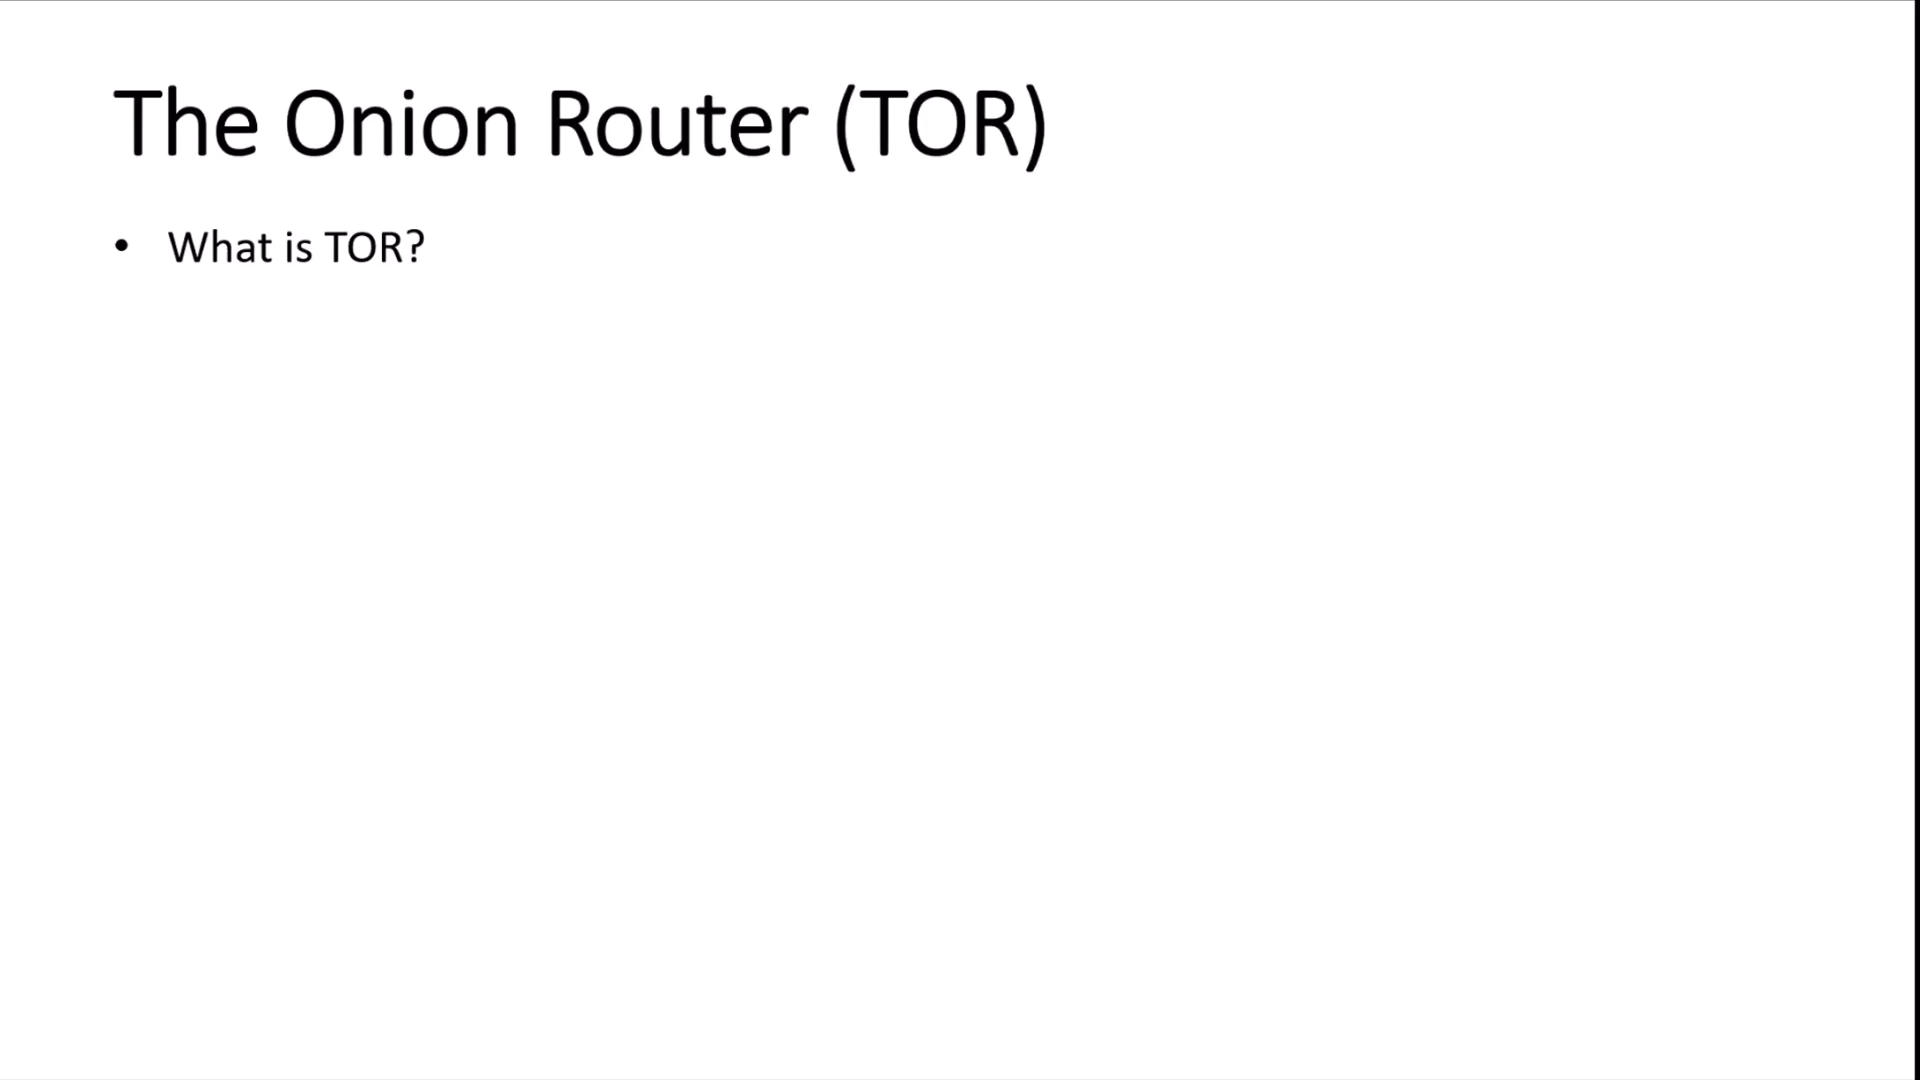 The Onion Router (TOR)
• What is TOR?